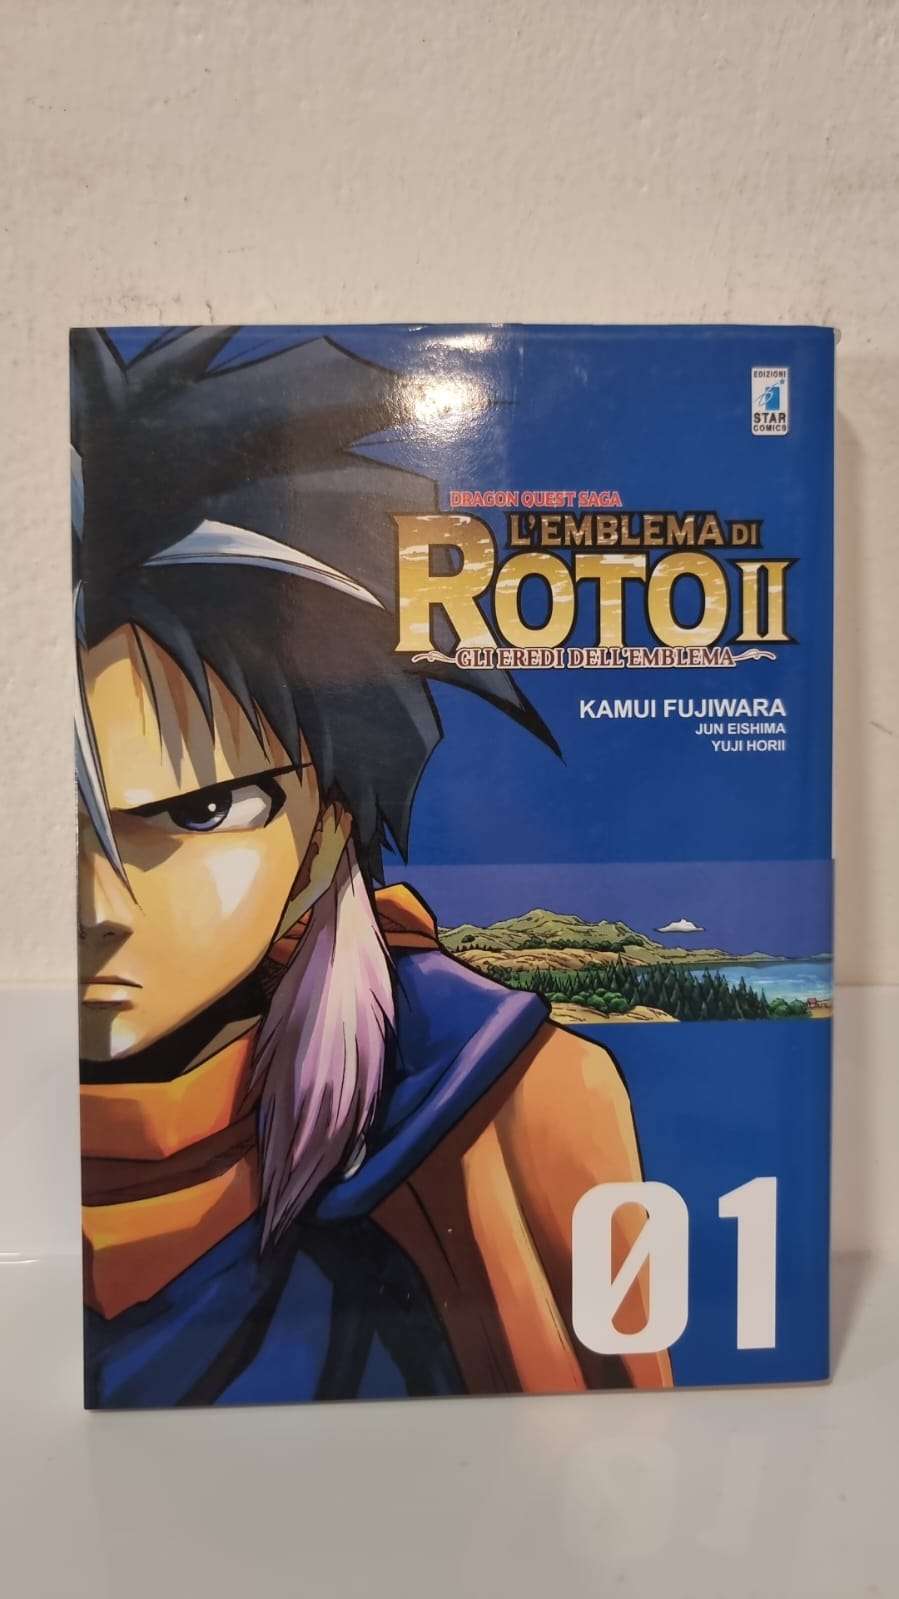 EDIZIONI
STAR
COMICS
DRAGON QUEST SAGA
L'EMBLEMA DI
ROTO II
GLI EREDI DELL'EMBLEMA
KAMUI FUJIWARA
JUN EISHIMA
YUJI HORII
01